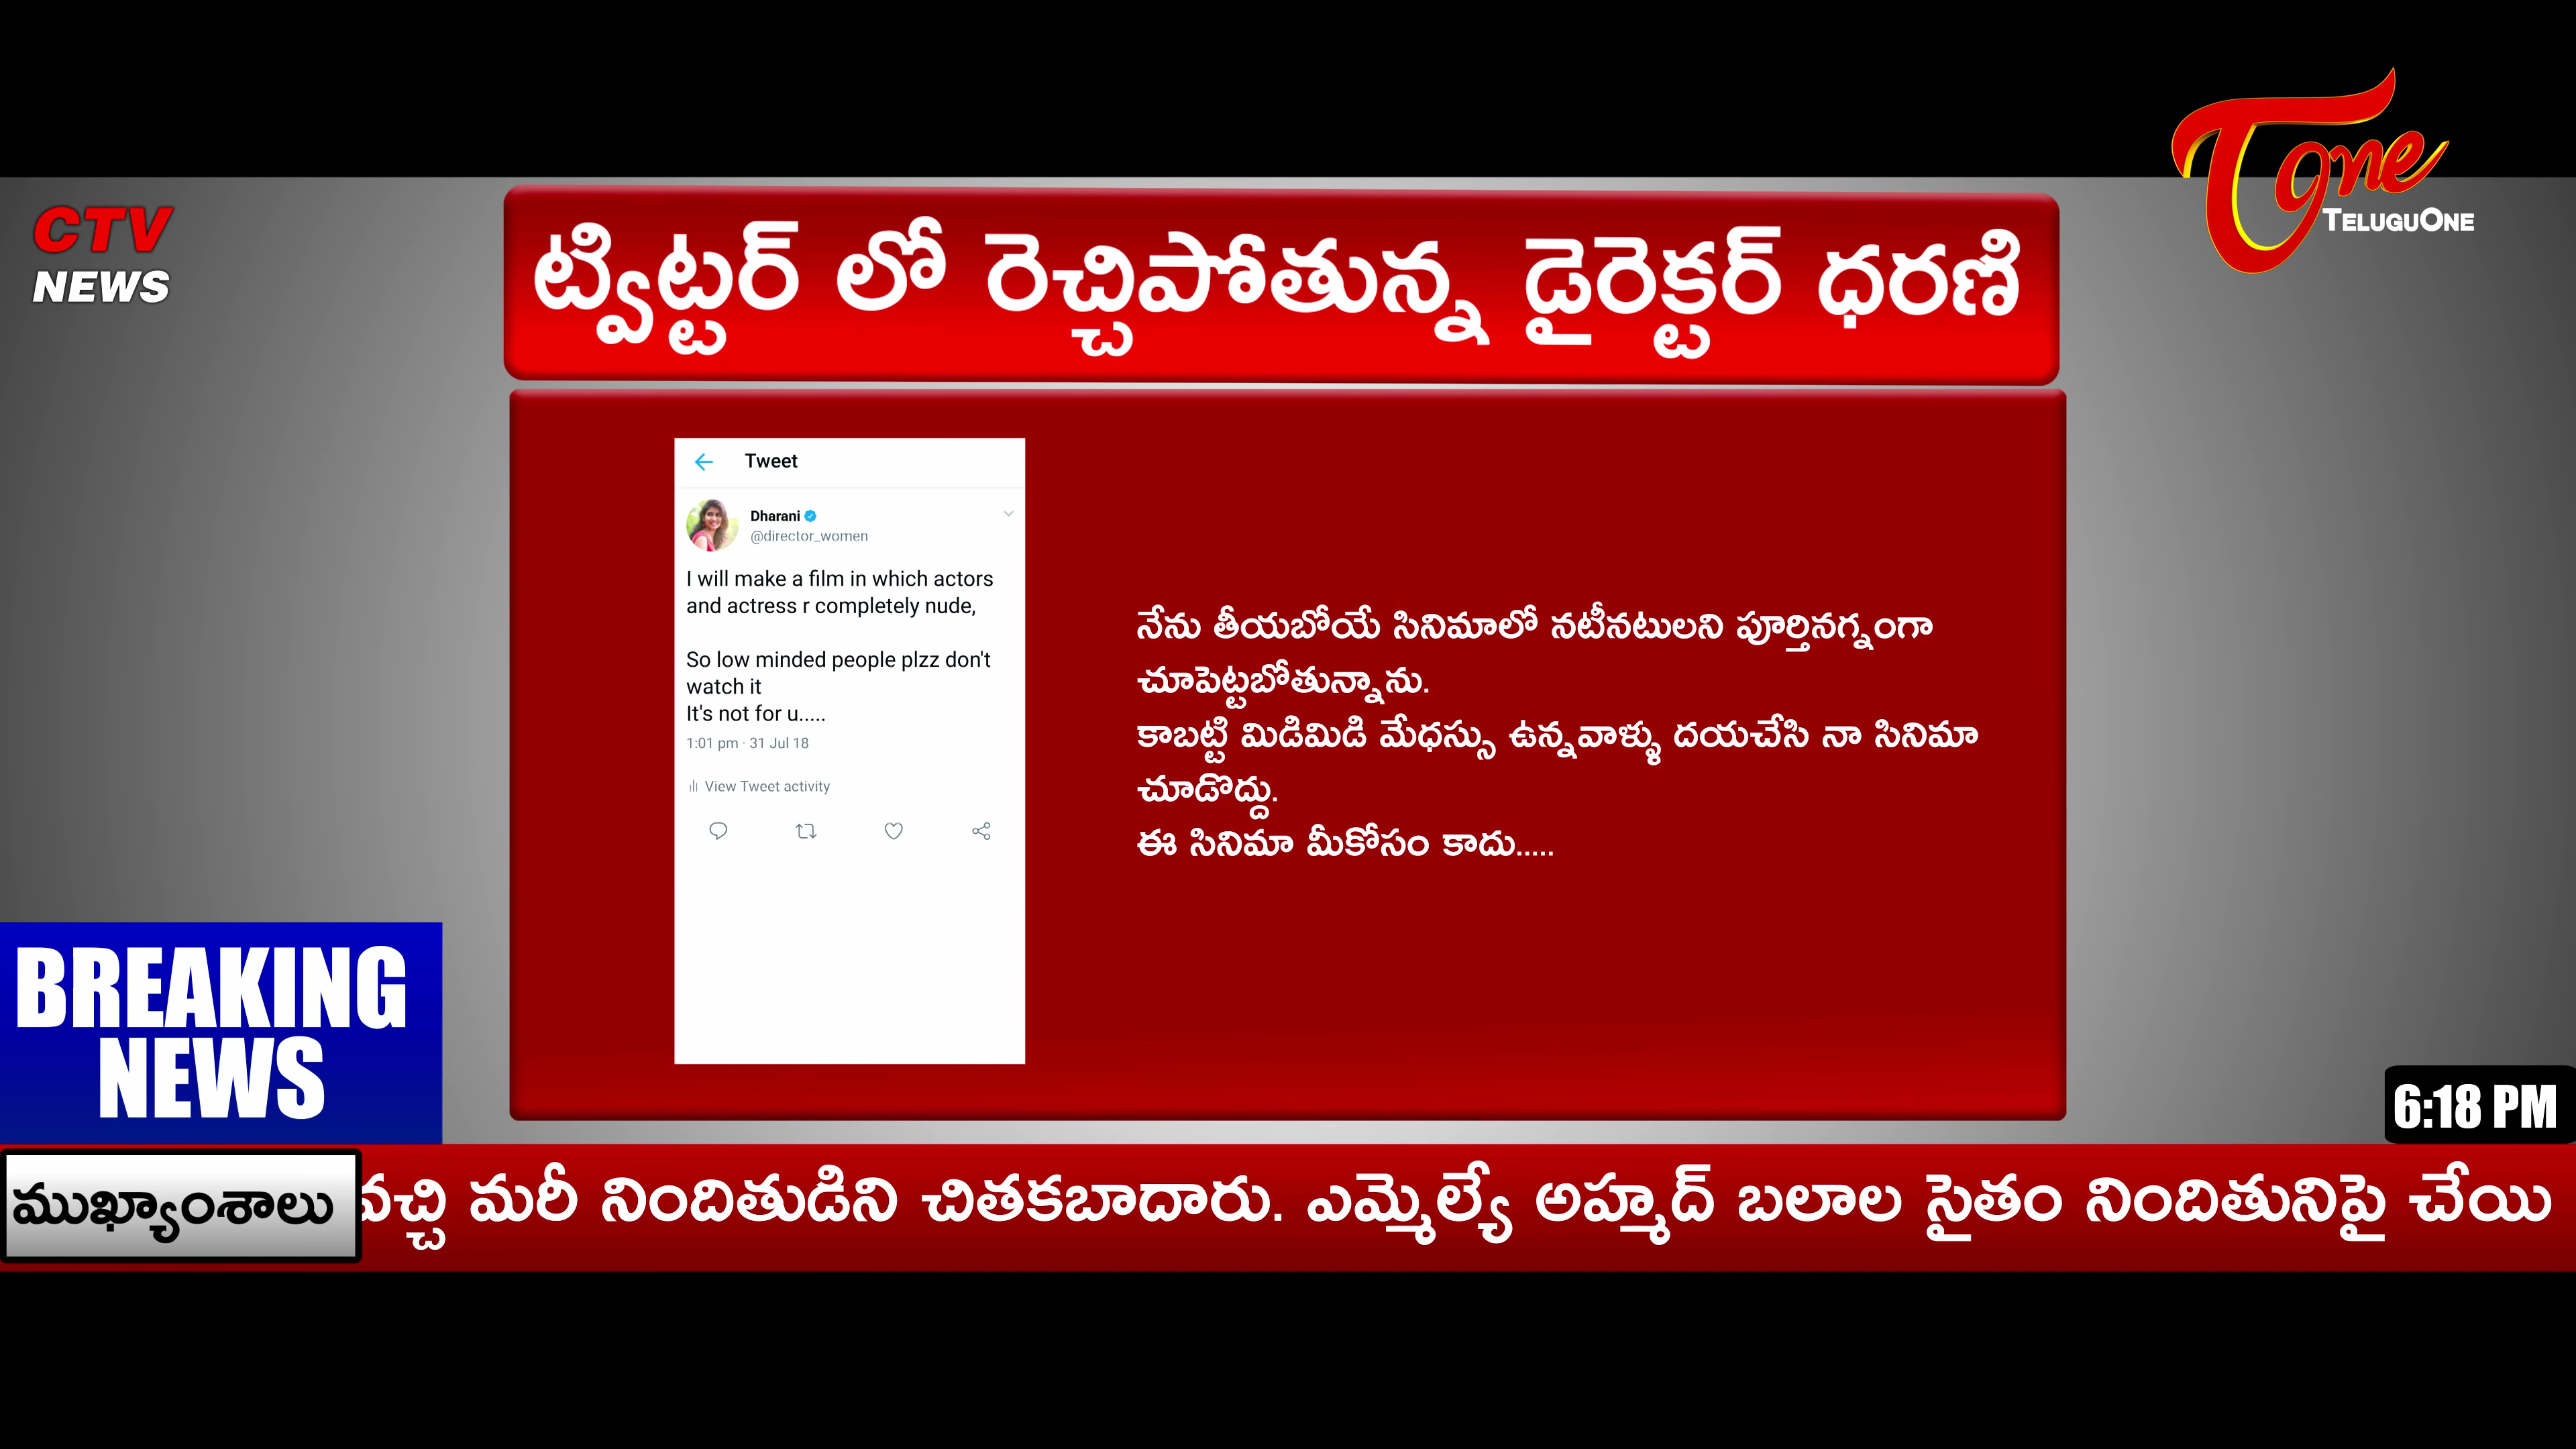 TELUGUONE
CTV
NEWS
ట్విట్టర్ లో రెచ్చిపోతున్న డైరెక్టర్ ధరణి
Tweet
Dharani
@director_women
I will make a film in which actors
and actress r completely nude,
So low minded people plzz don't
watch it
It's not for u.....
1:01 pm · 31 Jul 18
View Tweet activity
నేను తీయబోయే సినిమాలో నటీనటులని పూర్తినగ్నంగా
చూపెట్టబోతున్నాను.
కాబట్టి మిడిమిడి మేధస్సు ఉన్నవాళ్ళు దయచేసి నా సినిమా
చూడొద్దు.
ఈ సినిమా మీకోసం కాదు.....
BREAKING
NEWS
6:18 PM
ముఖ్యాంశాలు
వచ్చి మరీ నిందితుడిని చితకబాదారు. ఎమ్మెల్యే అహ్మద్ బలాల సైతం నిందితునిపై చేయి